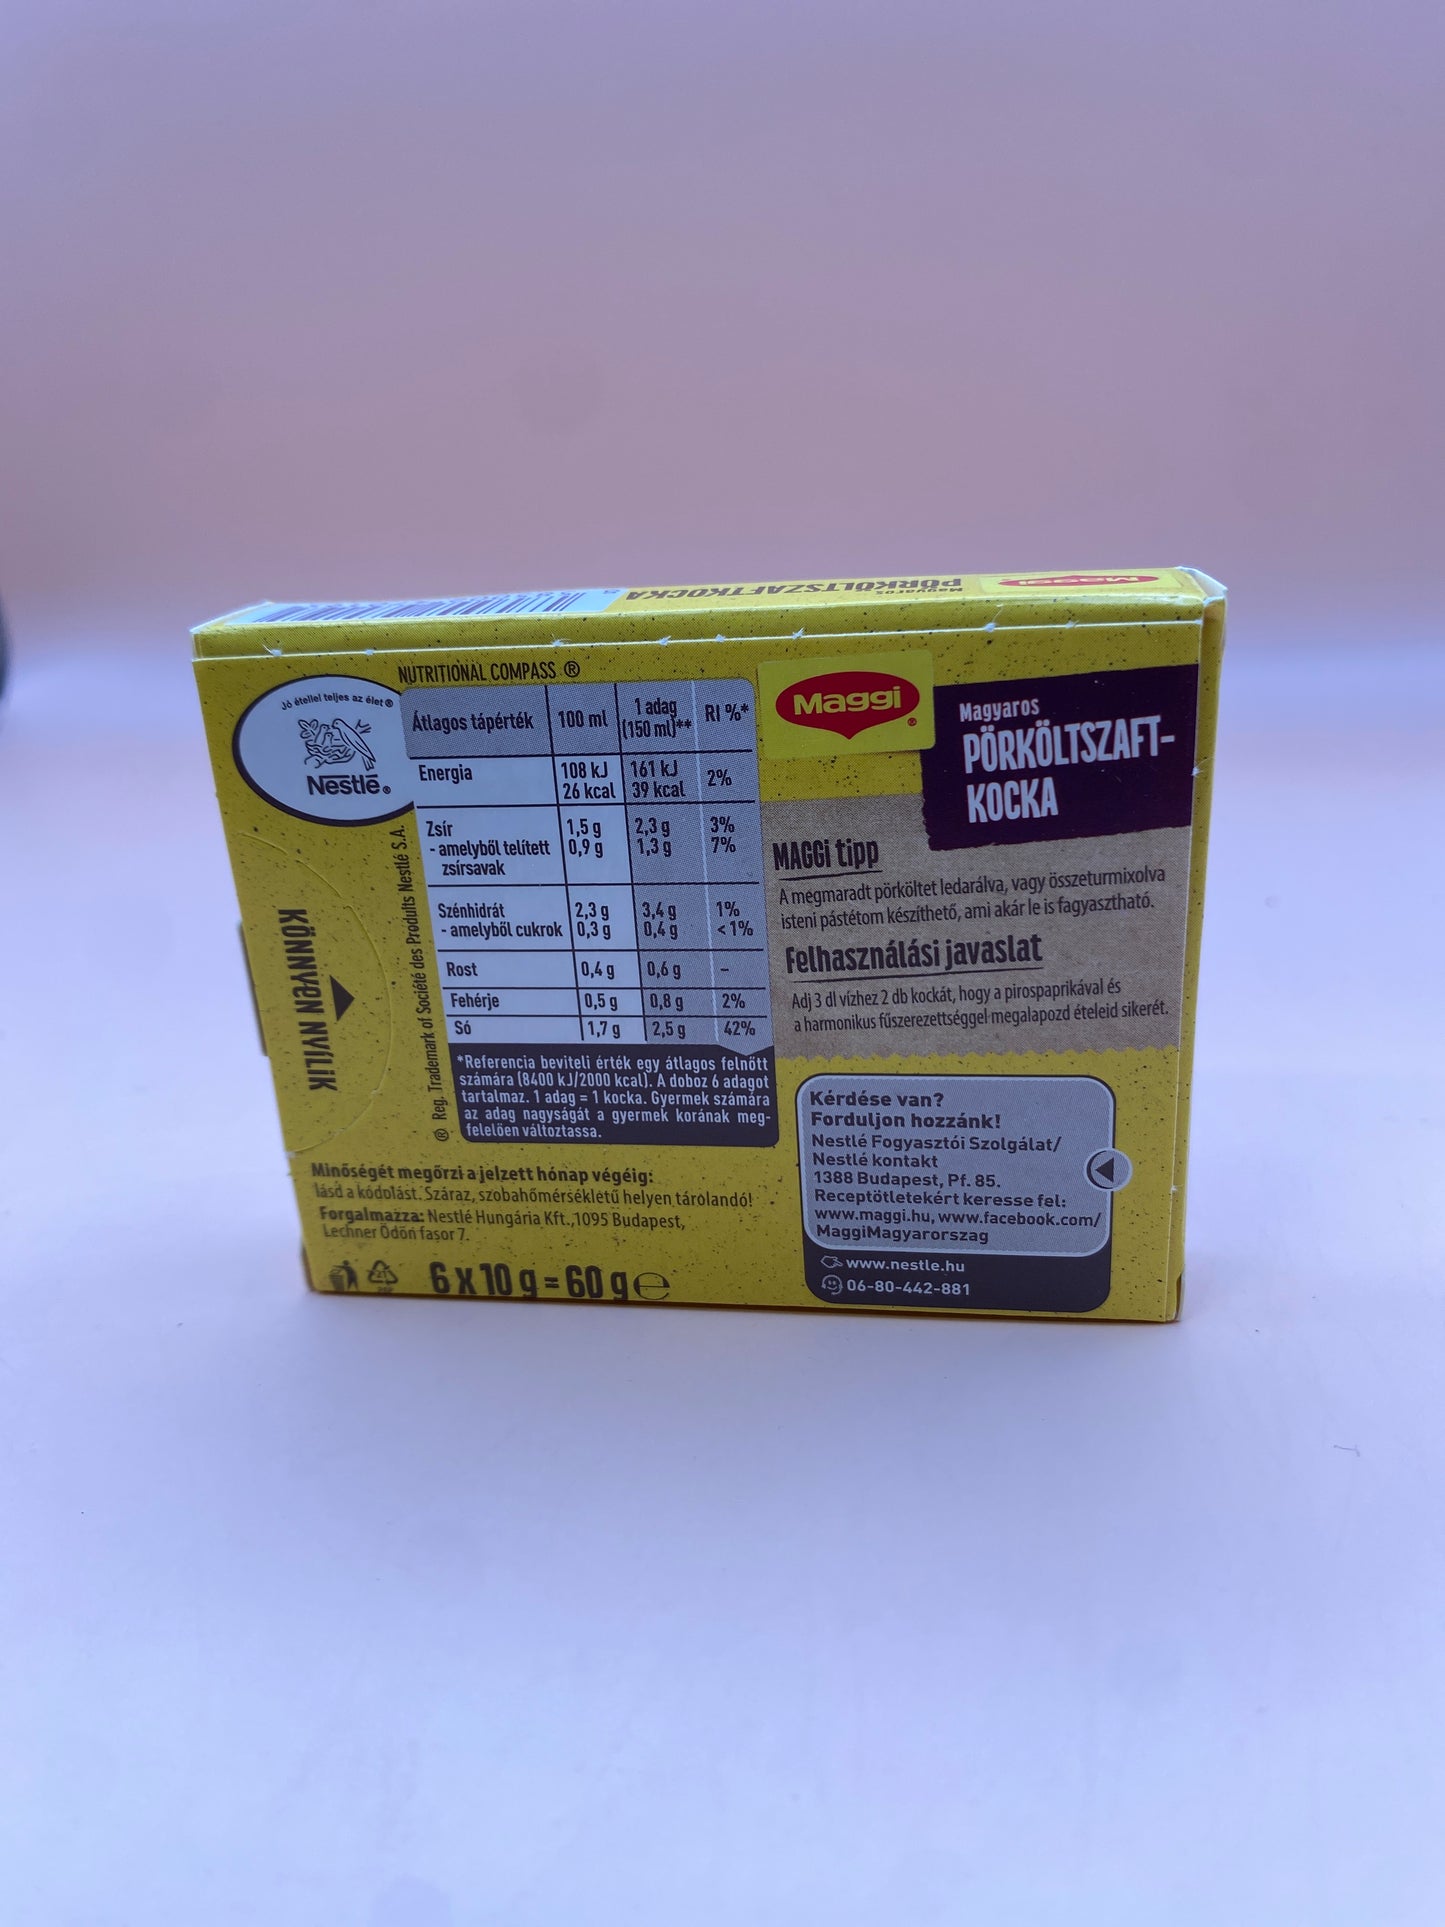 Maggi
Magyaros
PÖRKÖLTSZAFTKOCKA
NUTRITIONAL COMPASS ®
Jó étellel teljes az élet ®
Nestlé®
Átlagos tápérték 100 ml 1 adag (150 ml)** RI %*
Energia 108 kJ 161 kJ 2%
26 kcal 39 kcal
Zsír 1,5 g 2,3 g 3%
- amelyből telített 0,9 g 1,3 g 7%
zsírsavak
Szénhidrát 2,3 g 3,4 g 1%
- amelyből cukrok 0,3 g 0,4 g <1%
Rost 0,4 g 0,6 g –
Fehérje 0,5 g 0,8 g 2%
Só 1,7 g 2,5 g 42%
*Referencia beviteli érték egy átlagos felnőtt
számára (8400 kJ/2000 kcal). A doboz 6 adagot
tartalmaz. 1 adag = 1 kocka. Gyermek számára
az adag nagyságát a gyermek korának meg-
felelően változtassa.
® Reg. Trademark of Société des Produits Nestlé S.A.
KÖNNYEN NYÍLIK
Minőségét megőrzi a jelzett hónap végéig:
lásd a kódolást. Száraz, szobahőmérsékletű helyen tárolandó!
Forgalmazza: Nestlé Hungária Kft.,1095 Budapest,
Lechner Ödön fasor 7.
6 x 10 g = 60 g ℮
Maggi®
Magyaros
PÖRKÖLTSZAFT-
KOCKA
MAGGi tipp
A megmaradt pörköltet ledarálva, vagy összeturmixolva
isteni pástétom készíthető, ami akár le is fagyasztható.
Felhasználási javaslat
Adj 3 dl vízhez 2 db kockát, hogy a pirospaprikával és
a harmonikus fűszerezettséggel megalapozd ételeid sikerét.
Kérdése van?
Forduljon hozzánk!
Nestlé Fogyasztói Szolgálat/
Nestlé kontakt
1388 Budapest, Pf. 85.
Receptötletekért keresse fel:
www.maggi.hu, www.facebook.com/
MaggiMagyarorszag
www.nestle.hu
06-80-442-881